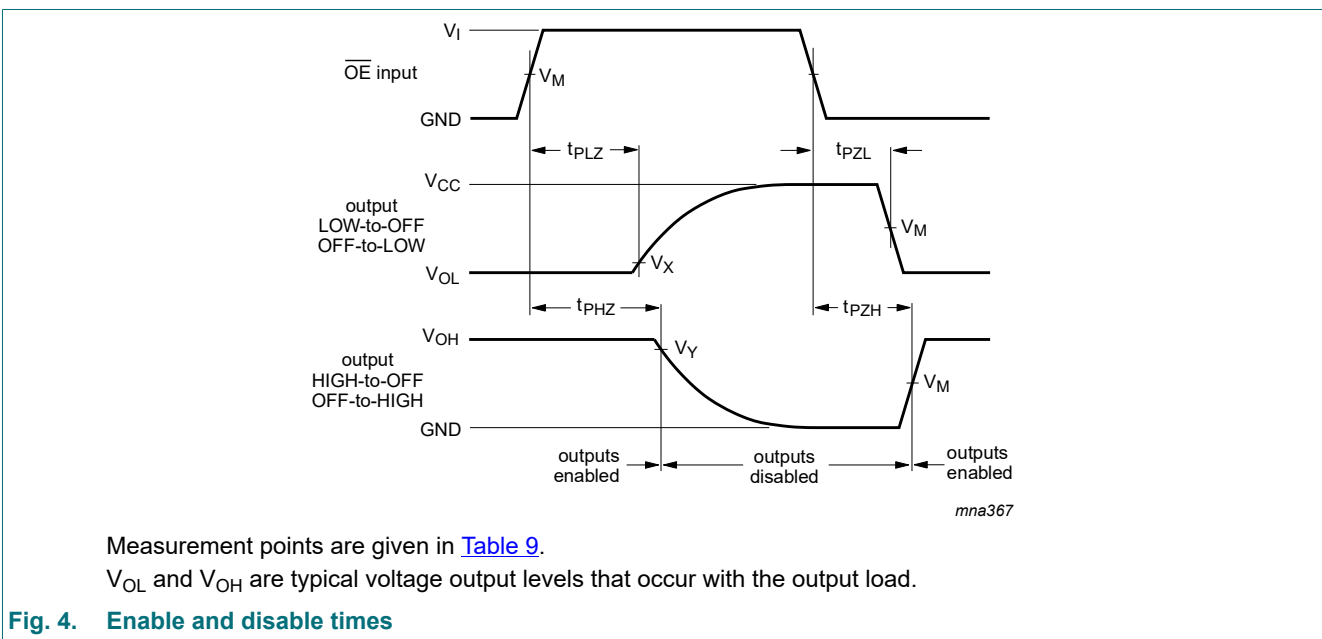 V_I
OE input
V_M
GND
t_PLZ
t_PZL
V_CC
output
LOW-to-OFF
OFF-to-LOW
V_M
V_X
V_OL
t_PHZ
t_PZH
V_OH
output
HIGH-to-OFF
OFF-to-HIGH
V_Y
V_M
GND
outputs
enabled
outputs
disabled
outputs
enabled
mna367
Measurement points are given in Table 9.
V_OL and V_OH are typical voltage output levels that occur with the output load.
Fig. 4. Enable and disable times